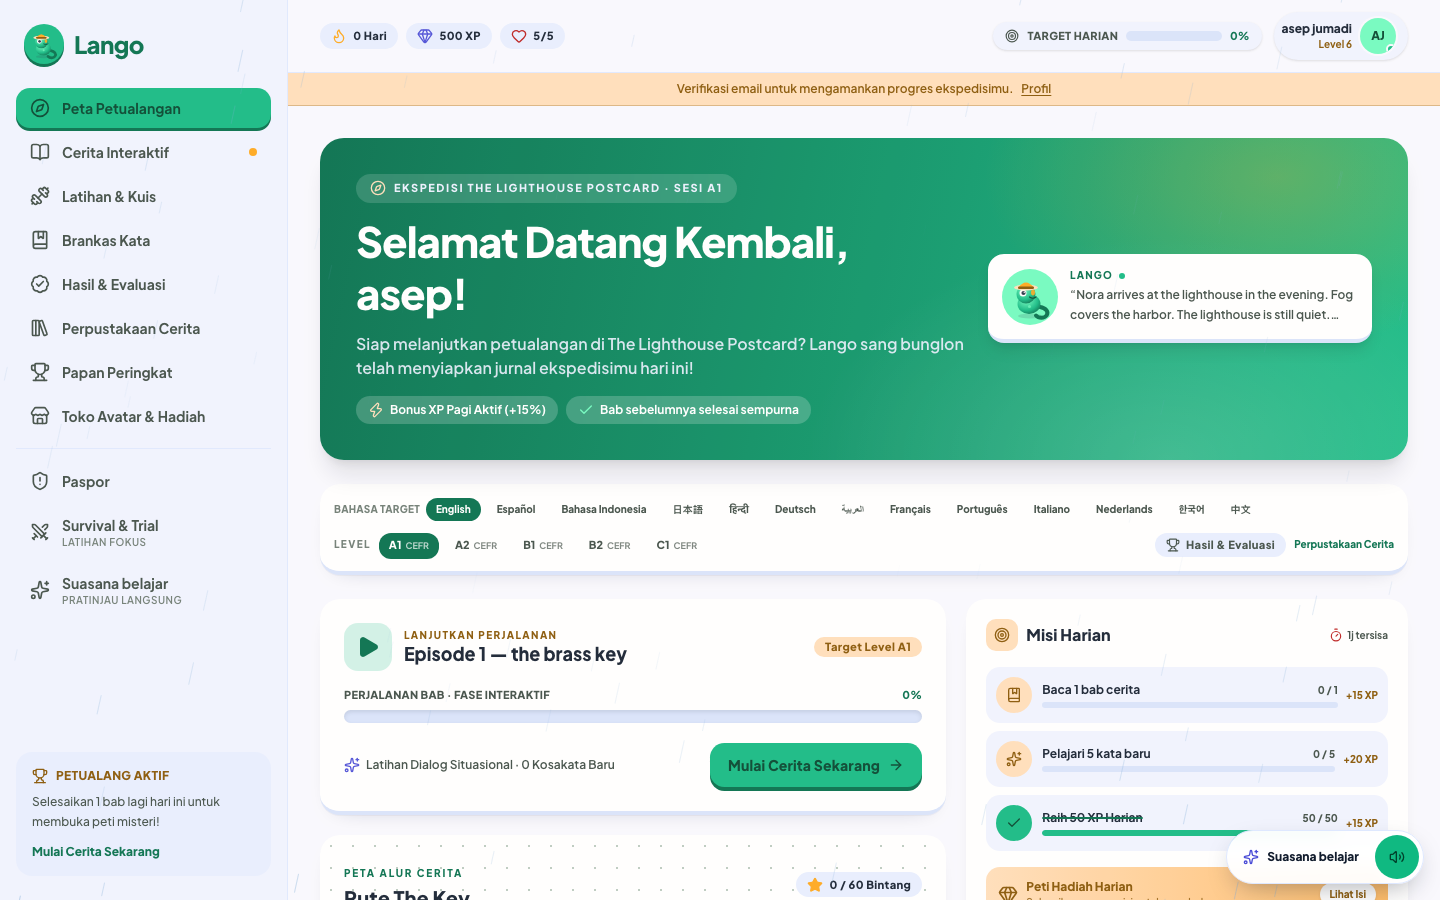 Lango
Peta Petualangan
Cerita Interaktif
Latihan & Kuis
Brankas Kata
Hasil & Evaluasi
Perpustakaan Cerita
Papan Peringkat
Toko Avatar & Hadiah
Paspor
Survival & Trial
LATIHAN FOKUS
Suasana belajar
PRATINJAU LANGSUNG
PETUALANG AKTIF
Selesaikan 1 bab lagi hari ini untuk
membuka peti misteri!
Mulai Cerita Sekarang
0 Hari
500 XP
5/5
TARGET HARIAN
0%
asep jumadi
Level 6
AJ
Verifikasi email untuk mengamankan progres ekspedisimu. Profil
EKSPEDISI THE LIGHTHOUSE POSTCARD · SESI A1
Selamat Datang Kembali,
asep!
Siap melanjutkan petualangan di The Lighthouse Postcard? Lango sang bunglon
telah menyiapkan jurnal ekspedisimu hari ini!
Bonus XP Pagi Aktif (+15%)
Bab sebelumnya selesai sempurna
LANGO
“Nora arrives at the lighthouse in the evening. Fog
covers the harbor. The lighthouse is still quiet. ...
BAHASA TARGET English Español Bahasa Indonesia 日本語 हिन्दी Deutsch العربية Français Português Italiano Nederlands 한국어 中文
LEVEL A1 CEFR A2 CEFR B1 CEFR B2 CEFR C1 CEFR
Hasil & Evaluasi
Perpustakaan Cerita
LANJUTKAN PERJALANAN
Episode 1 — the brass key
Target Level A1
PERJALANAN BAB · FASE INTERAKTIF
0%
Latihan Dialog Situasional · 0 Kosakata Baru
Mulai Cerita Sekarang
PETA ALUR CERITA
Rute The Key
0 / 60 Bintang
Misi Harian
1j tersisa
Baca 1 bab cerita
0 / 1
+15 XP
Pelajari 5 kata baru
0 / 5
+20 XP
Raih 50 XP Harian
50 / 50
+15 XP
Suasana belajar
Peti Hadiah Harian
Lihat Isi